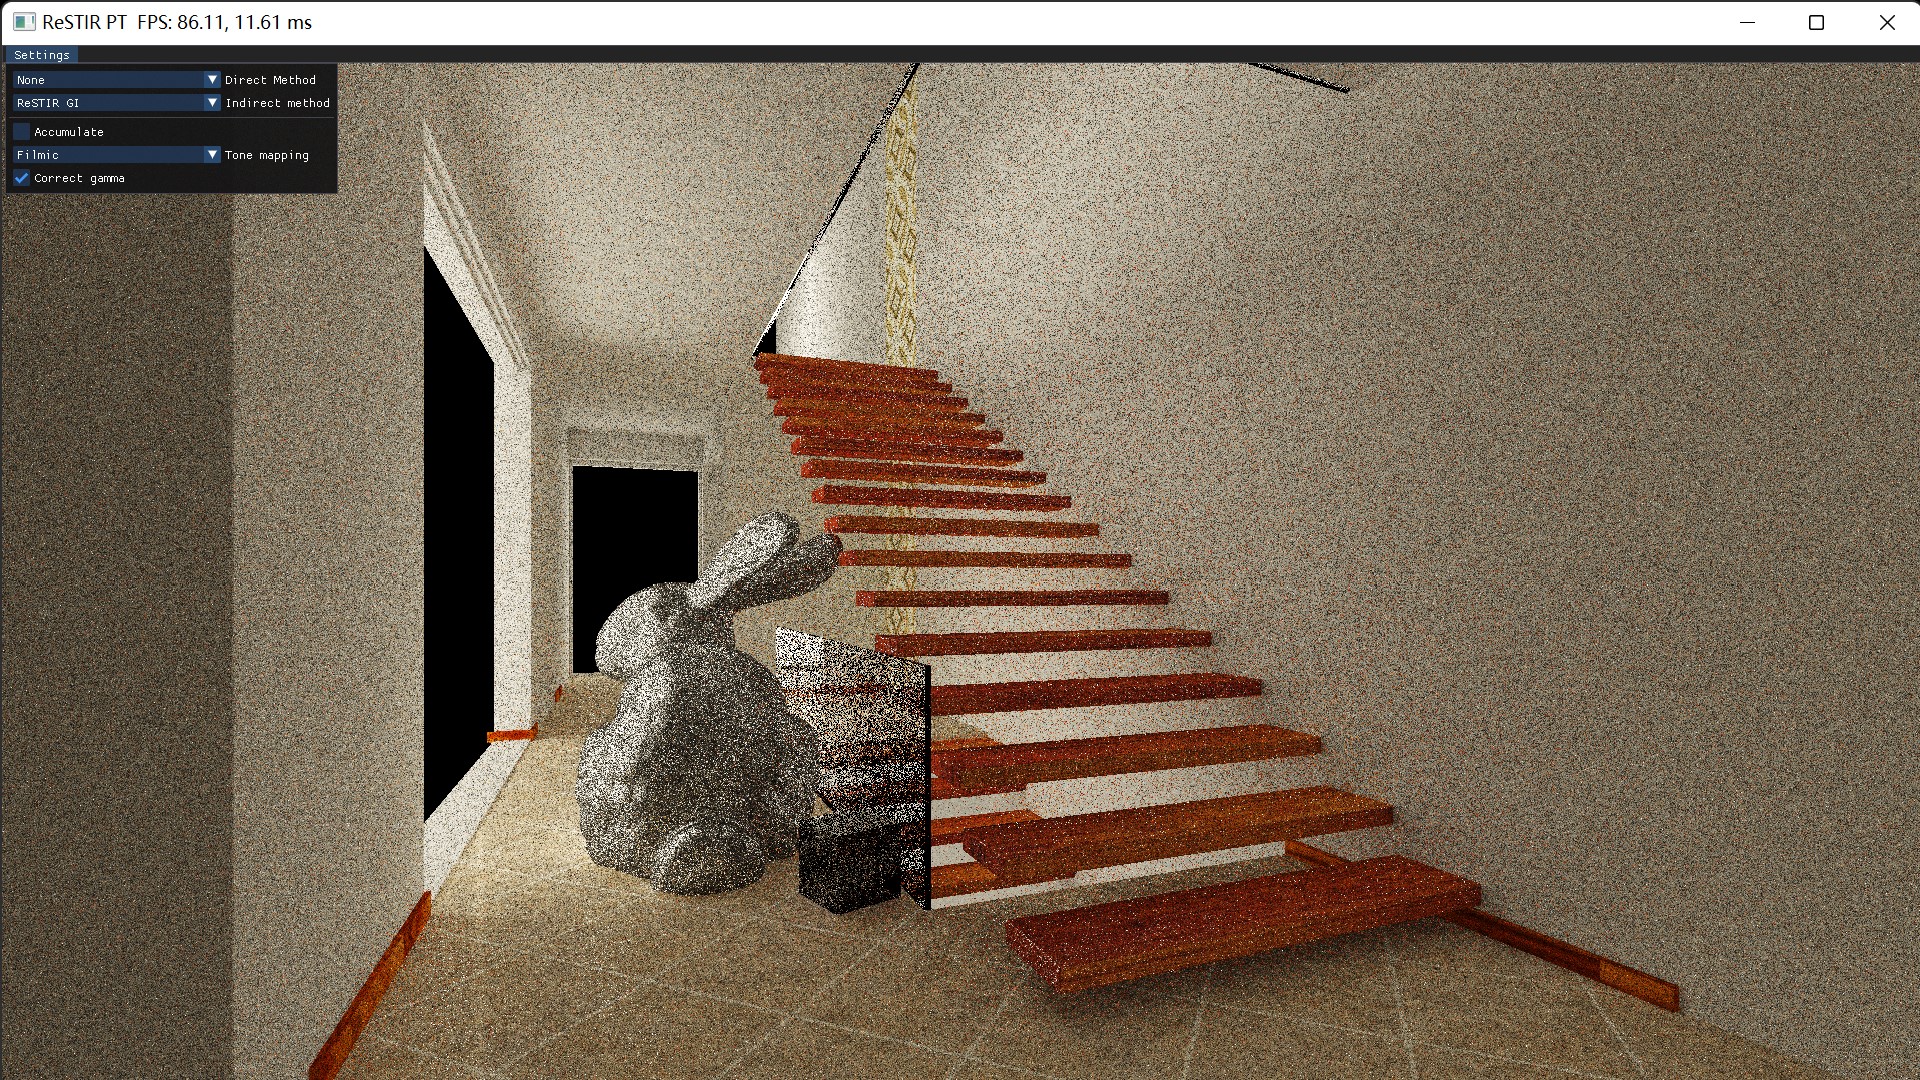 ReSTIR PT  FPS: 86.11, 11.61 ms
Settings
None Direct Method
ReSTIR GI Indirect method
Accumulate
Filmic Tone mapping
Correct gamma